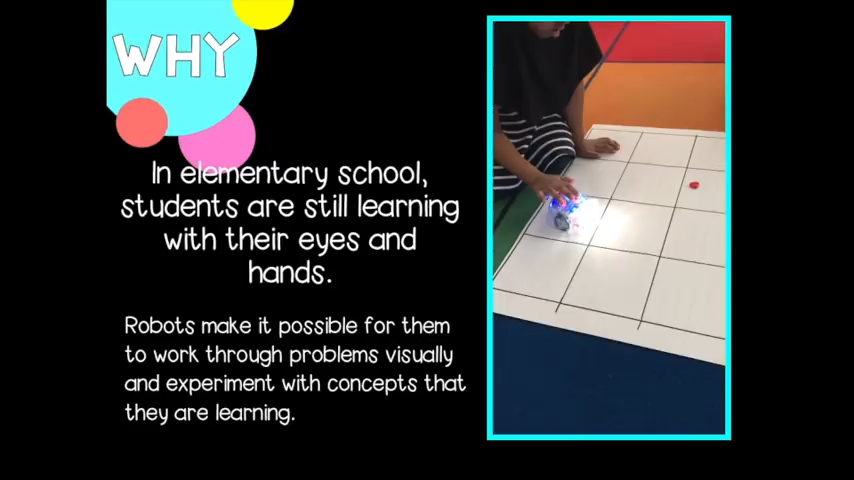 WHY
In elementary school,
students are still learning
with their eyes and
hands.
Robots make it possible for them
to work through problems visually
and experiment with concepts that
they are learning.